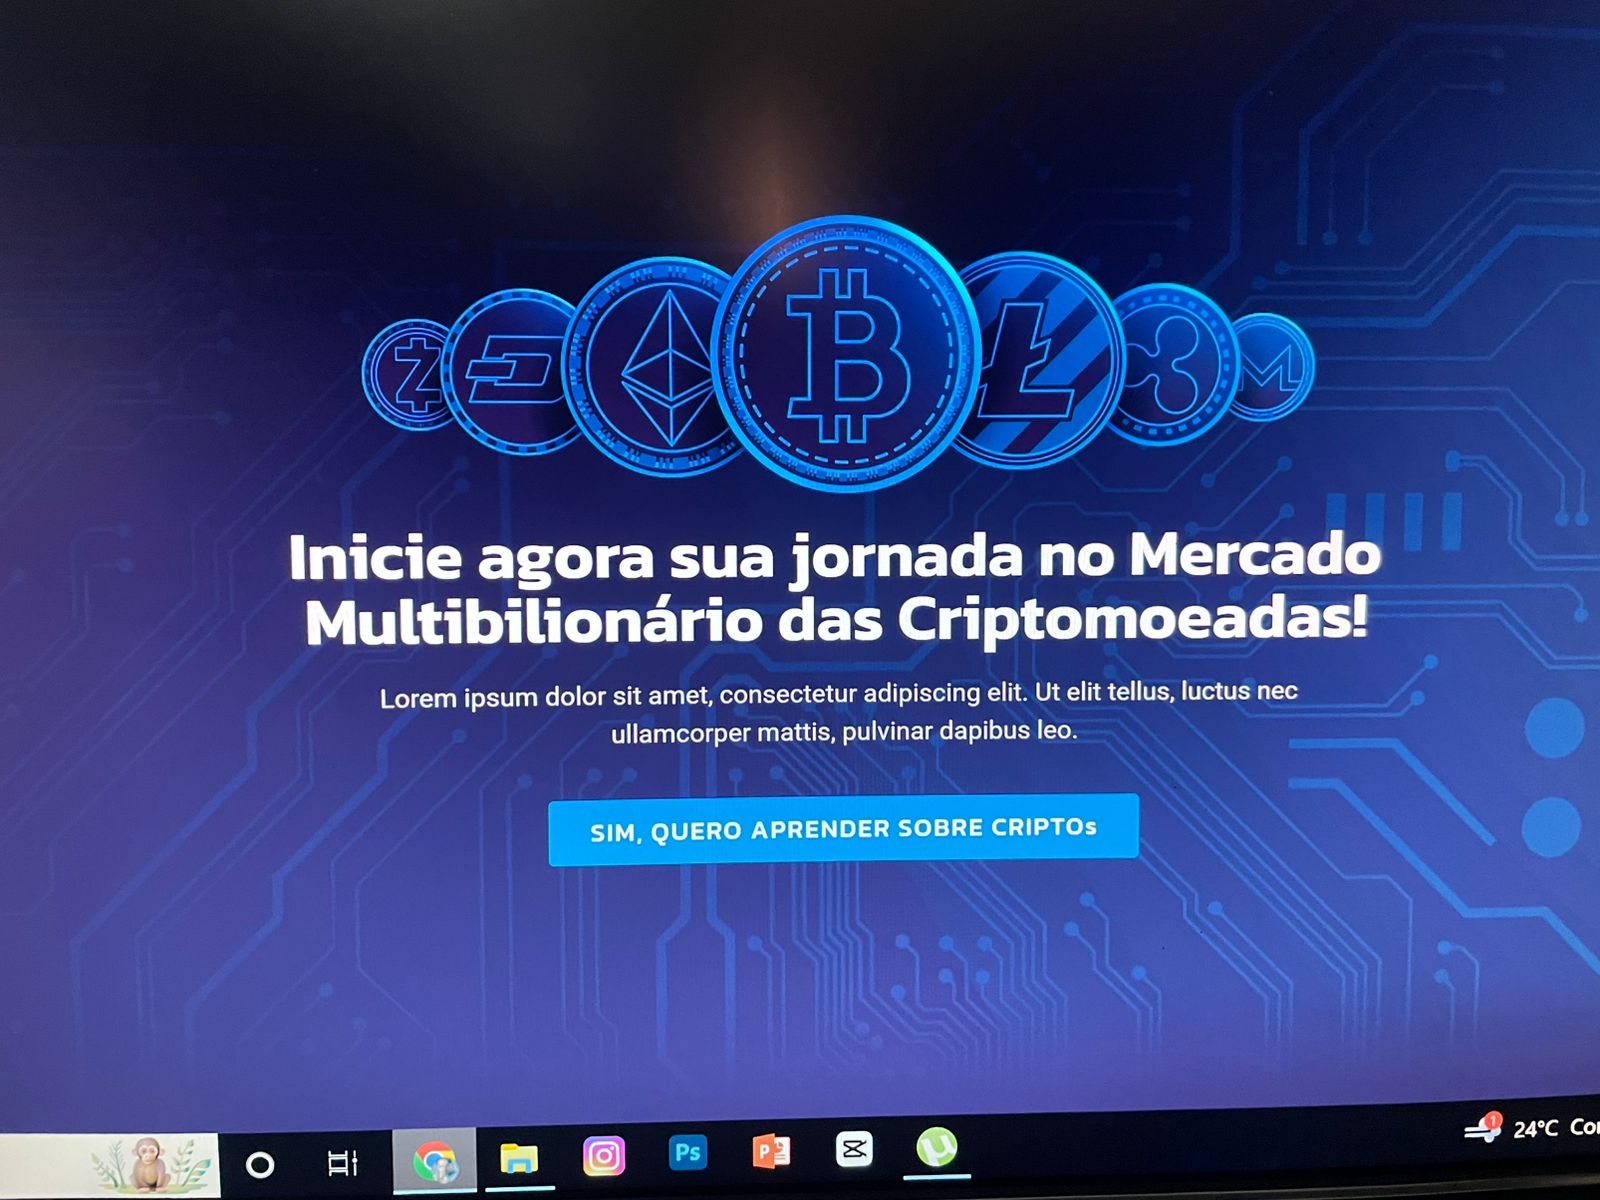 Inicie agora sua jornada no Mercado
Multibilionário das Criptomoeadas!
Lorem ipsum dolor sit amet, consectetur adipiscing elit. Ut elit tellus, luctus nec
ullamcorper mattis, pulvinar dapibus leo.
SIM, QUERO APRENDER SOBRE CRIPTOs
Ps
P
1
24°C